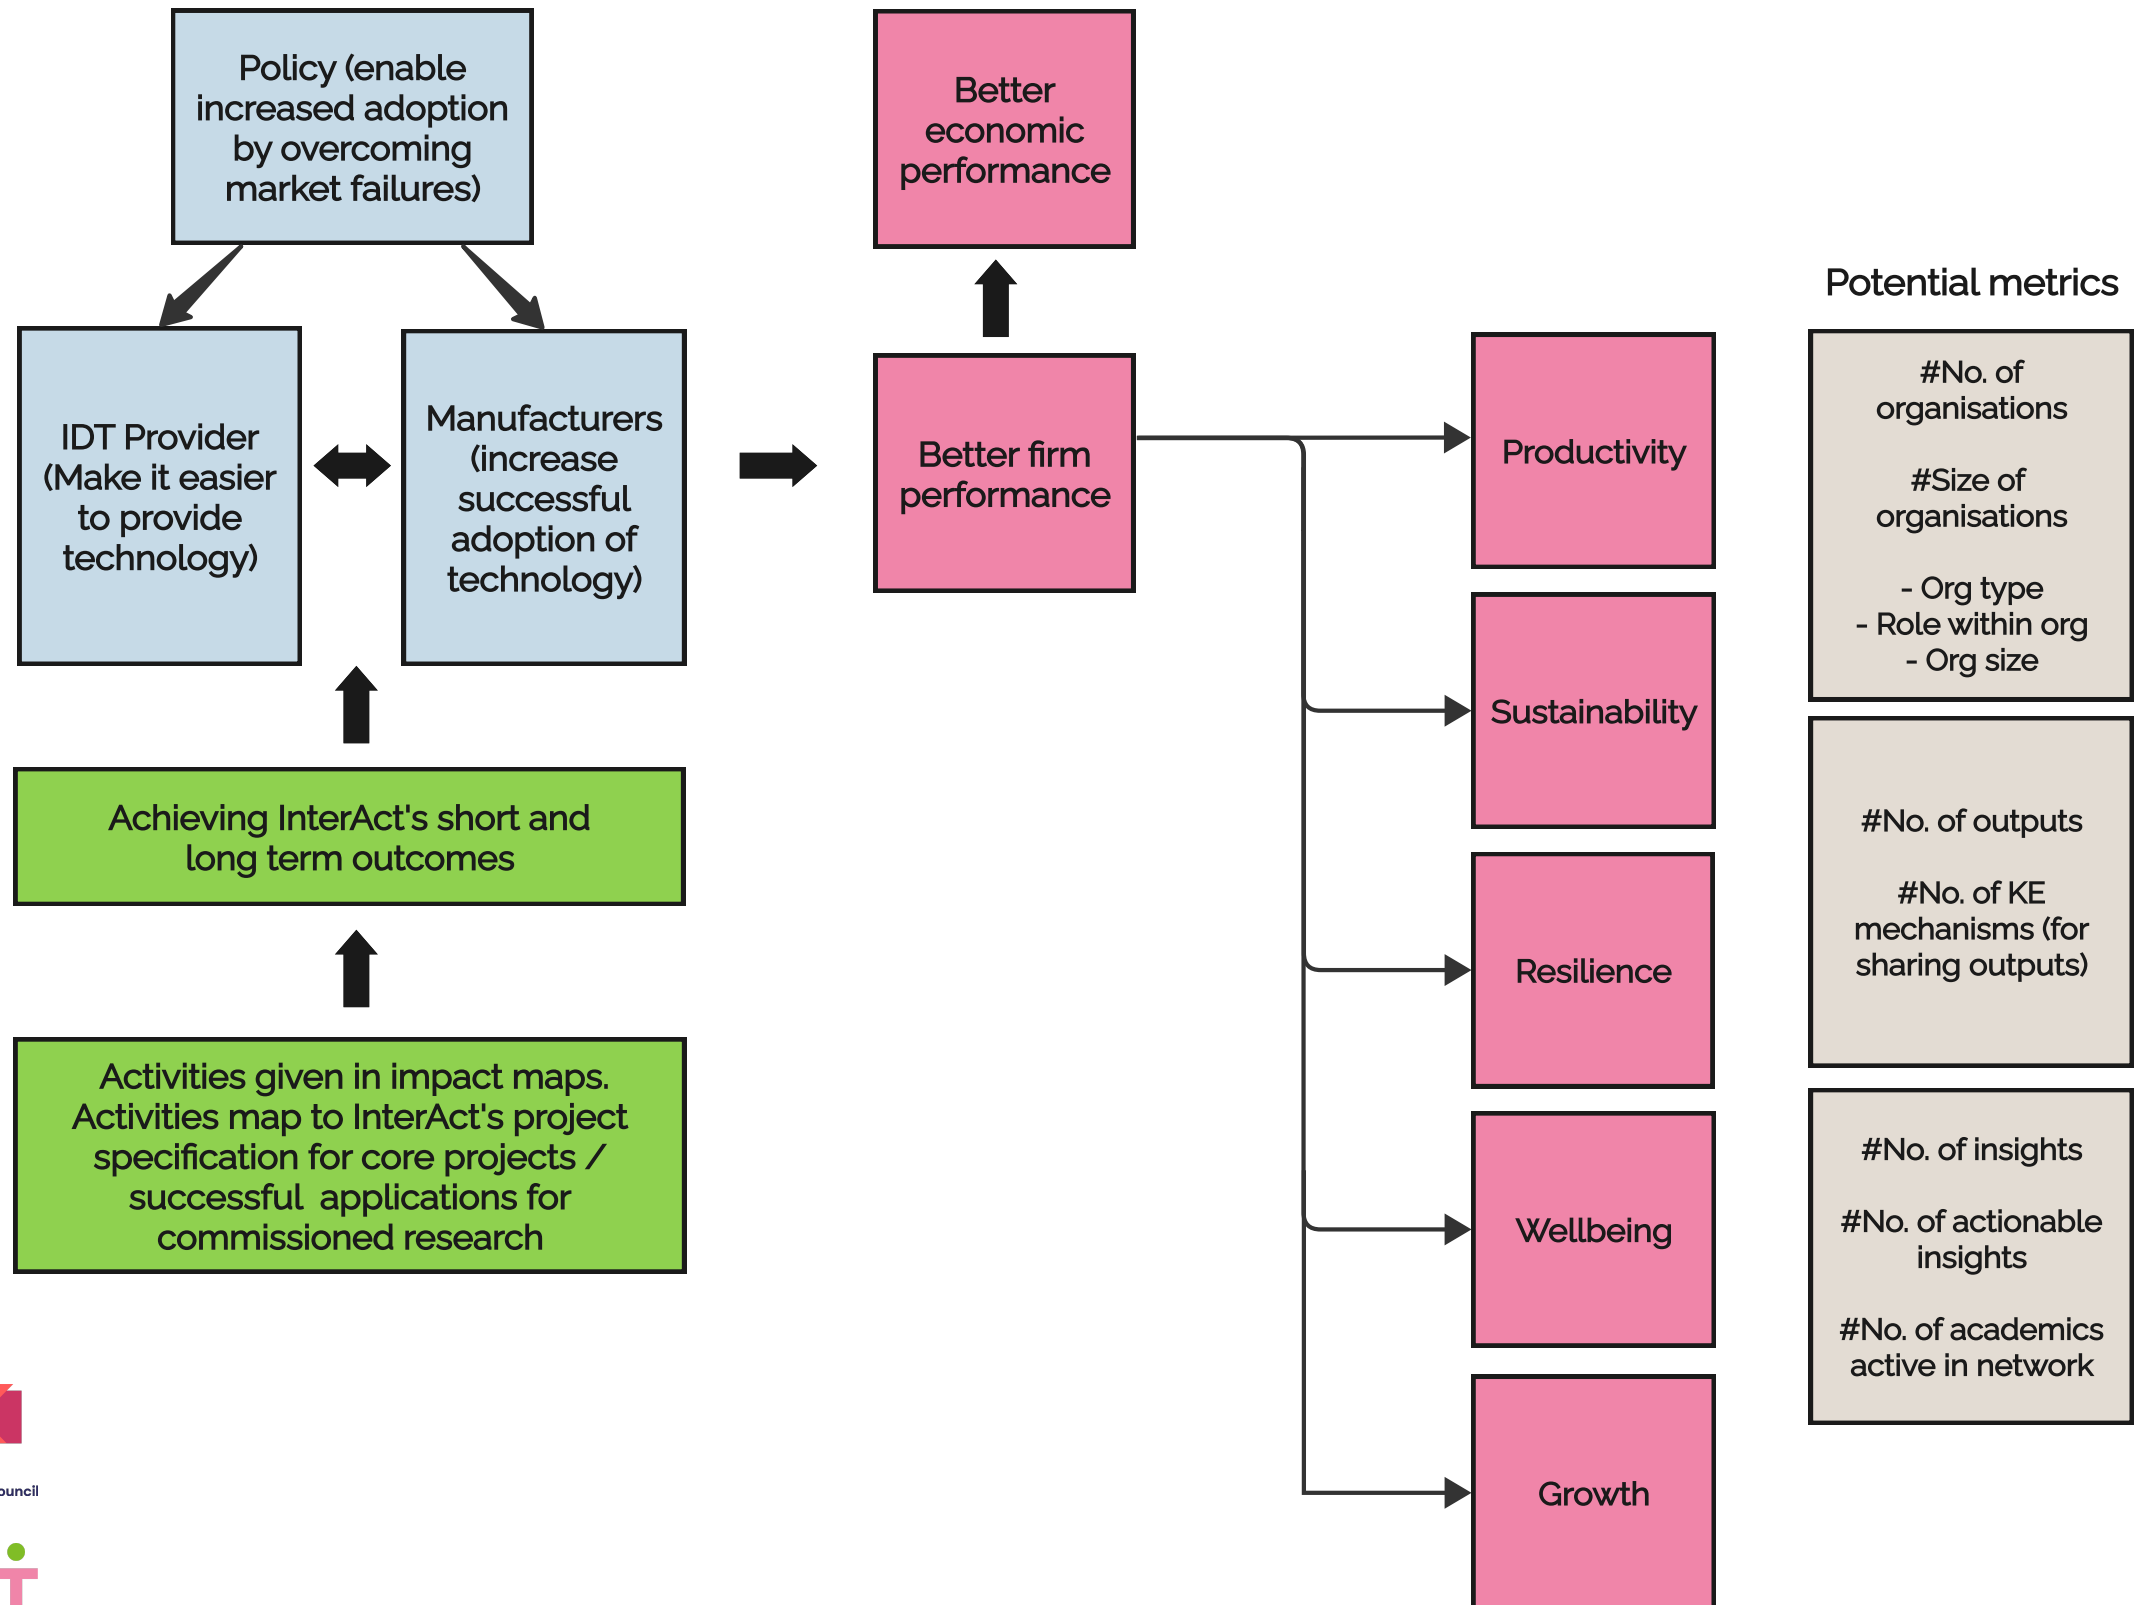 Policy (enable
increased adoption
by overcoming
market failures)
IDT Provider
(Make it easier
to provide
technology)
Manufacturers
(increase
successful
adoption of
technology)
Achieving InterAct's short and
long term outcomes
Activities given in impact maps.
Activities map to InterAct's project
specification for core projects /
successful  applications for
commissioned research
Better
economic
performance
Better firm
performance
Productivity
Sustainability
Resilience
Wellbeing
Growth
Potential metrics
#No. of
organisations
#Size of
organisations
- Org type
- Role within org
- Org size
#No. of outputs
#No. of KE
mechanisms (for
sharing outputs)
#No. of insights
#No. of actionable
insights
#No. of academics
active in network